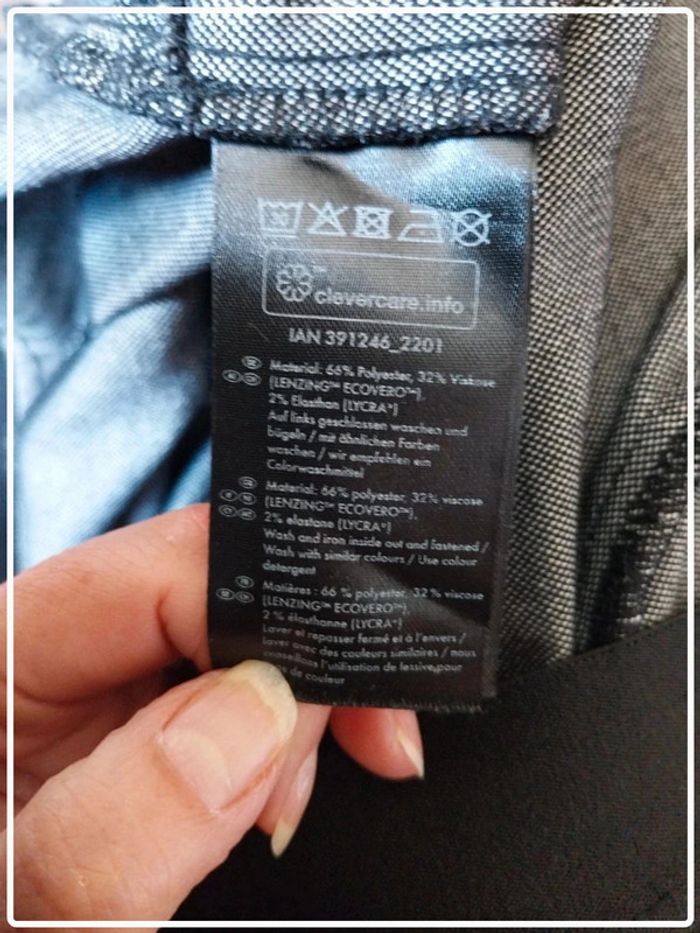 clevercare.info
IAN 391246_2201
Material: 66% Polyester, 32% Viskose
(LENZING™ ECOVERO™),
2% Elasthan (LYCRA®)
Auf links geschlossen waschen und
bügeln / mit ähnlichen Farben
waschen / wir empfehlen ein
Colorwaschmittel
Material: 66% polyester, 32% viscose
(LENZING™ ECOVERO™),
2% elastane (LYCRA®)
Wash and iron inside out and fastened /
Wash with similar colours / Use colour
detergent
Matières : 66 % polyester, 32 % viscose
(LENZING™ ECOVERO™),
2 % élasthanne (LYCRA®)
Laver et repasser fermé et à l'envers /
laver avec des couleurs similaires / nous
conseillons l'utilisation de lessive pour
de couleur